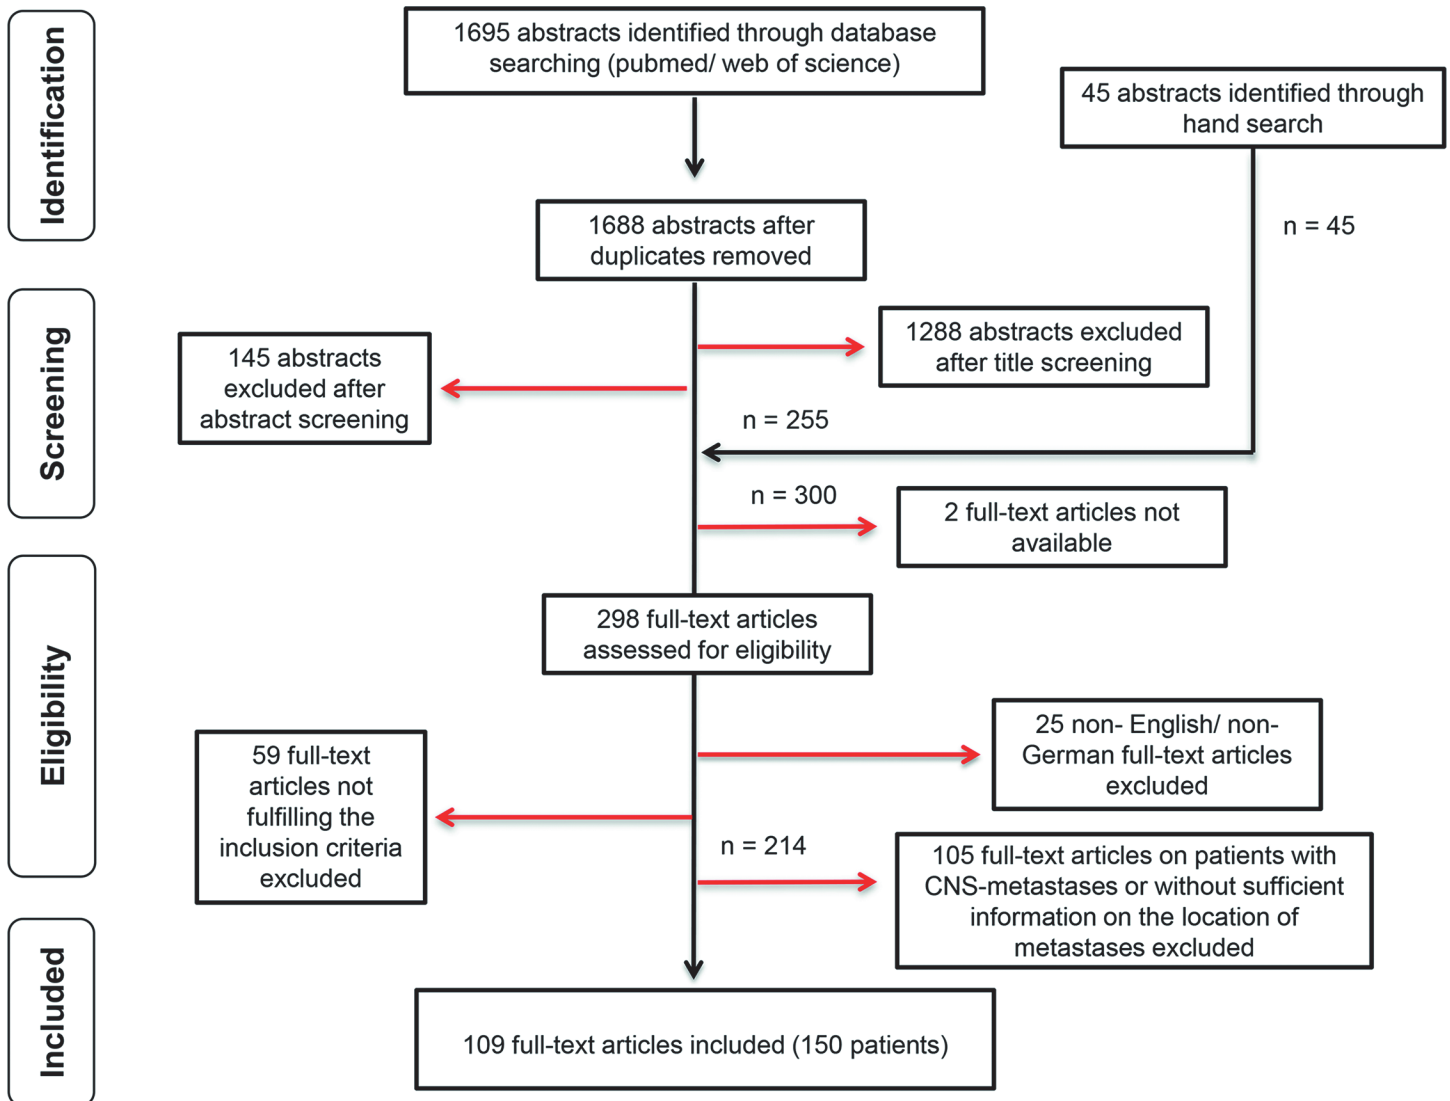 Identification
1695 abstracts identified through database
searching (pubmed/ web of science)
45 abstracts identified through
hand search
1688 abstracts after
duplicates removed
n = 45
Screening
1288 abstracts excluded
after title screening
145 abstracts
excluded after
abstract screening
n = 255
n = 300
2 full-text articles not
available
Eligibility
298 full-text articles
assessed for eligibility
25 non- English/ non-
German full-text articles
excluded
59 full-text
articles not
fulfilling the
inclusion criteria
excluded
n = 214
105 full-text articles on patients with
CNS-metastases or without sufficient
information on the location of
metastases excluded
Included
109 full-text articles included (150 patients)